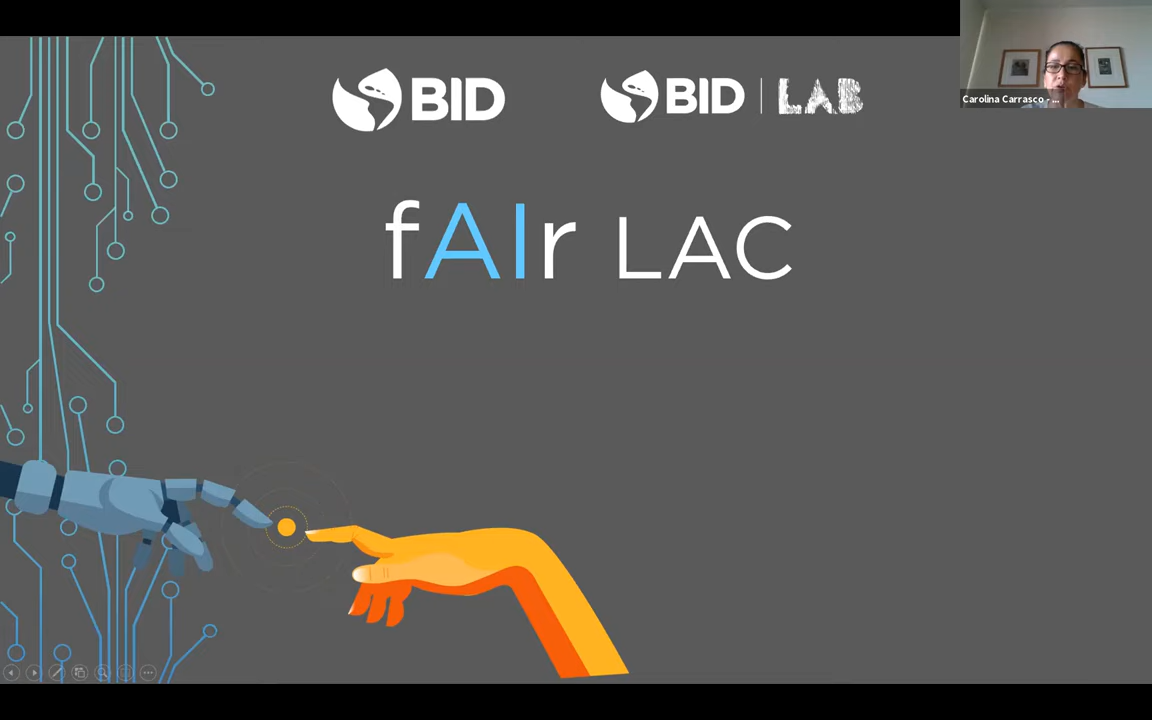 BID
BID | LAB
fAIr LAC
Carolina Carrasco - ...